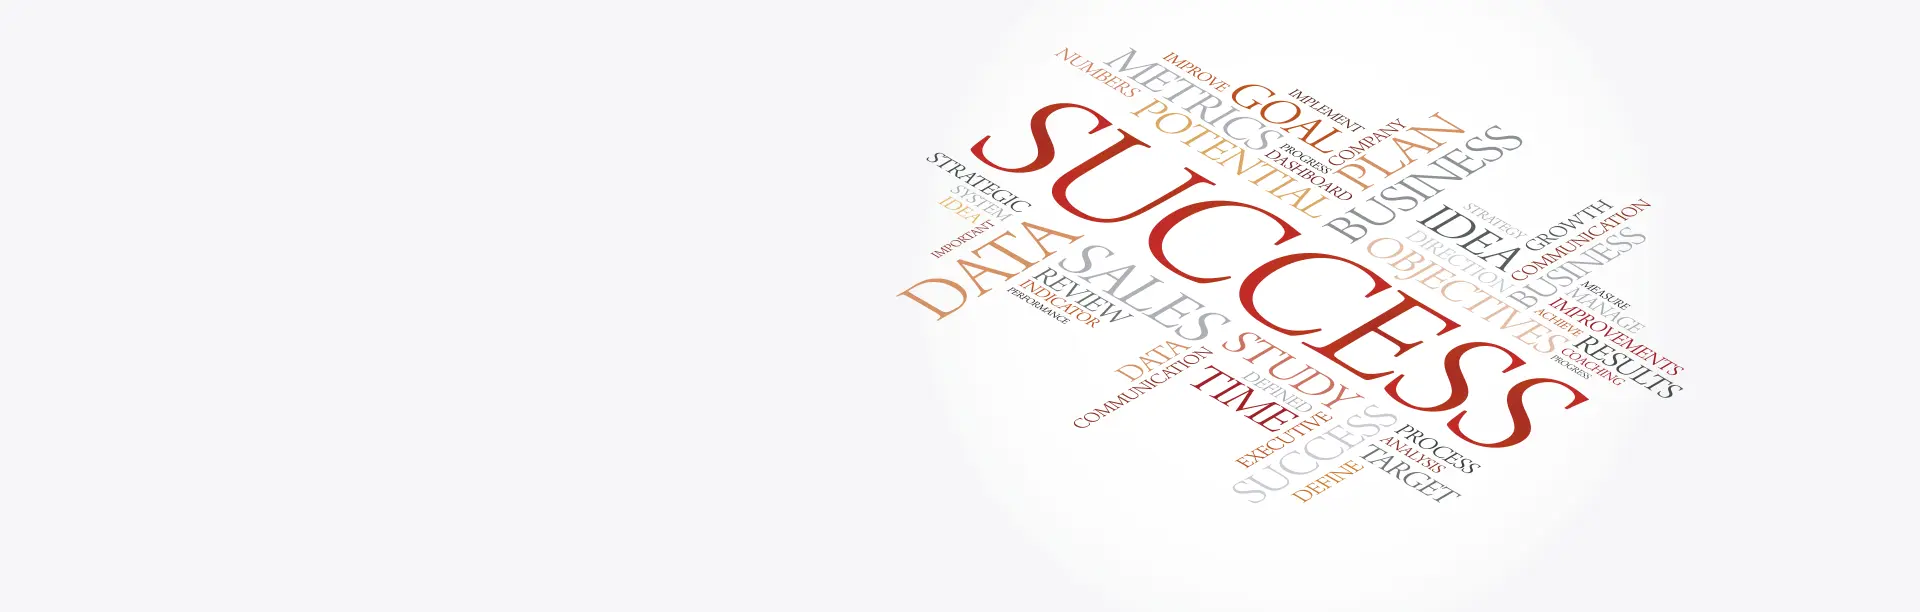 NUMBERS
METRICS
IMPROVE
GOAL
IMPLEMENT
POTENTIAL
PROGRESS
DASHBOARD
COMPANY
PLAN
BUSINESS
SUCCESS
STRATEGIC
SYSTEM
IDEA
IMPORTANT
DATA
SALES
REVIEW
INDICATOR
PERFORMANCE
STRATEGY
IDEA
DIRECTION
OBJECTIVES
GROWTH
COMMUNICATION
BUSINESS
MEASURE
MANAGE
IMPROVEMENTS
ACHIEVE
RESULTS
COACHING
PROGRESS
DATA
COMMUNICATION
STUDY
DEFINED
TIME
EXECUTIVE
SUCCESS
DEFINE
PROCESS
ANALYSIS
TARGET